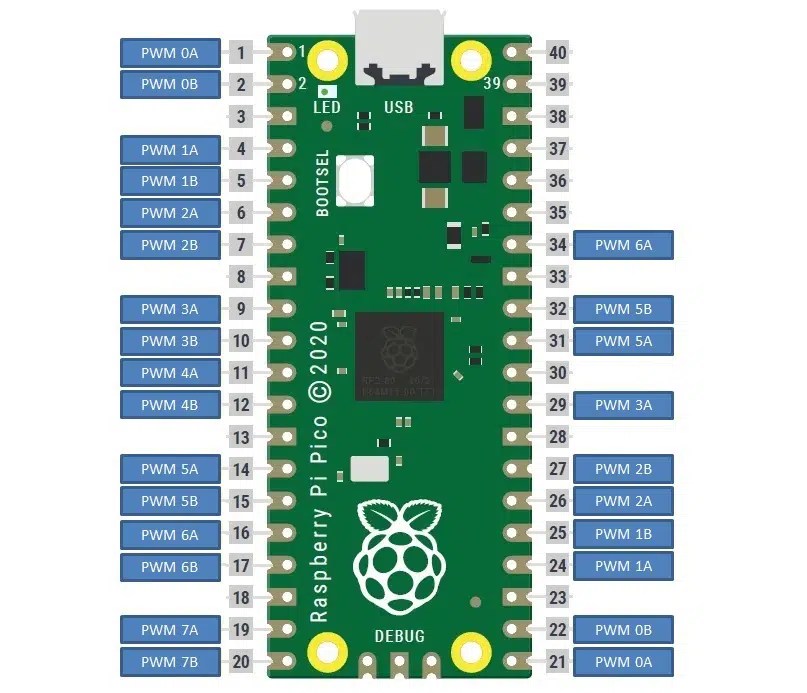 PWM 0A 1 1 40
PWM 0B 2 2 39 39
LED USB
3 38
PWM 1A 4 37
PWM 1B 5 BOOTSEL 36
PWM 2A 6 35
PWM 2B 7 34 PWM 6A
8 33
PWM 3A 9 32 PWM 5B
PWM 3B 10 31 PWM 5A
PWM 4A 11 30
PWM 4B 12 29 PWM 3A
13 28
PWM 5A 14 27 PWM 2B
PWM 5B 15 26 PWM 2A
PWM 6A 16 25 PWM 1B
PWM 6B 17 24 PWM 1A
18 23
Raspberry Pi Pico © 2020
PWM 7A 19 22 PWM 0B
DEBUG
PWM 7B 20 21 PWM 0A